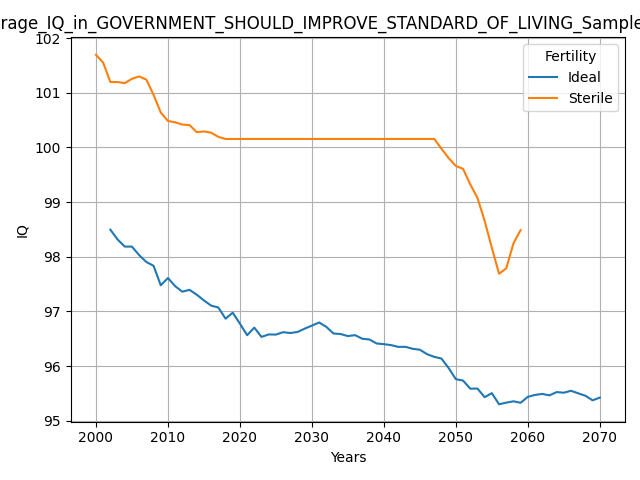 rage_IQ_in_GOVERNMENT_SHOULD_IMPROVE_STANDARD_OF_LIVING_Sample
102
101
100
99
98
97
96
95
IQ
Fertility
Ideal
Sterile
2000 2010 2020 2030 2040 2050 2060 2070
Years